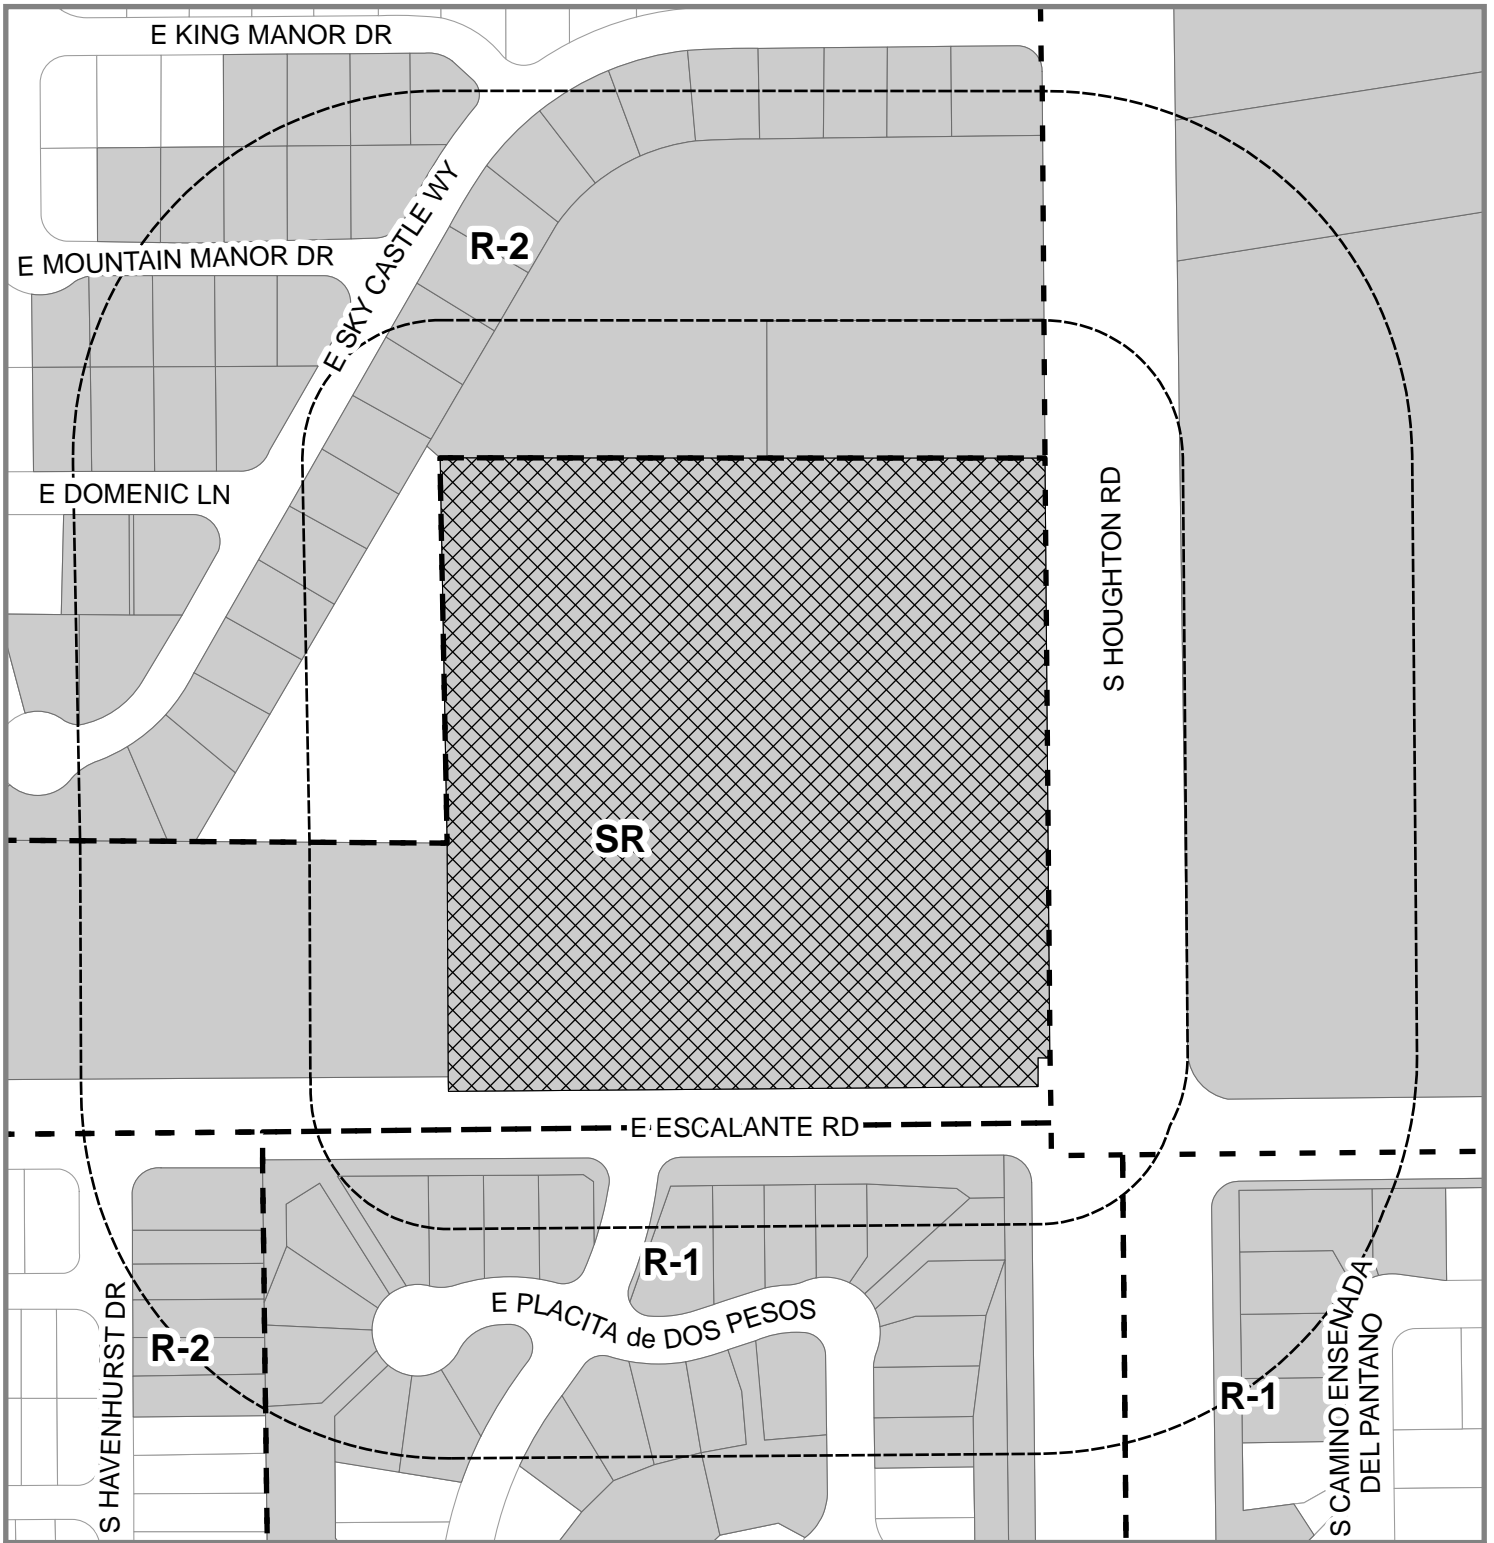 E KING MANOR DR
E SKY CASTLE WY
R-2
E MOUNTAIN MANOR DR
E DOMENIC LN
S HOUGHTON RD
SR
E ESCALANTE RD
R-1
E PLACITA de DOS PESOS
S HAVENHURST DR
R-2
R-1
S CAMINO ENSENADA
DEL PANTANO